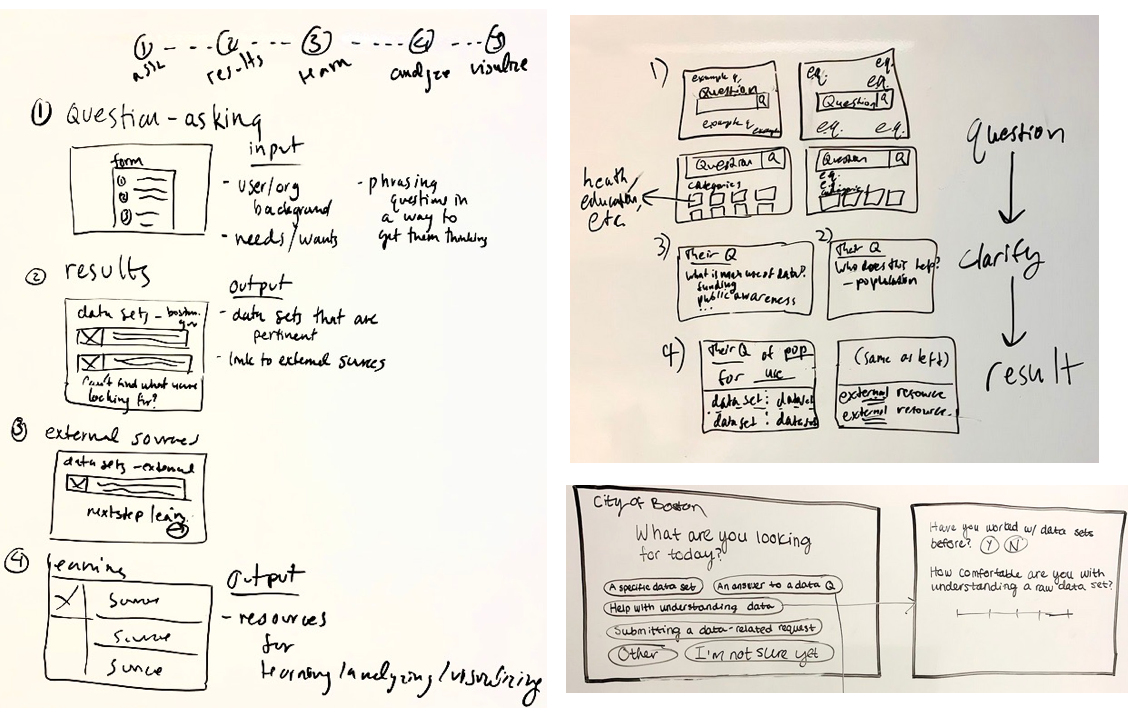 ① --- ② --- ③ ---- ④ --- ⑤
ask results learn analyze visualize
① Question-asking
form
①
②
③
input
- user/org background
- needs/wants
- phrasing questions in a way to get them thinking
② results
data sets - boston.gov
can't find what you're looking for?
output
- data sets that are pertinent
- link to external sources
③ external sources
data sets - external
next step learn
④ learning
Source
Source
Source
output
- resources for learning/analyzing/visualizing
1)
example q,
Question Q
example q
example
e.q. e.q.
e.q.
Question Q
e.q. e.q.
Question Q
categories
heath
education,
etc.
Question Q
e.q.
e.q.
categories
3)
Their Q
What is main use of data?
funding
public awareness
...
2)
Their Q
Who does this help?
- population
4)
Their Q of pop
for use
data set : dataset
data set : dataset
(same as left)
external resource
external resource
question
clarify
result
City of Boston
What are you looking
for today?
A specific data set An answer to a data Q
Help with understanding data
Submitting a data-related request
Other I'm not sure yet
Have you worked w/ data sets
before? Y N
How comfortable are you with
understanding a raw data set?